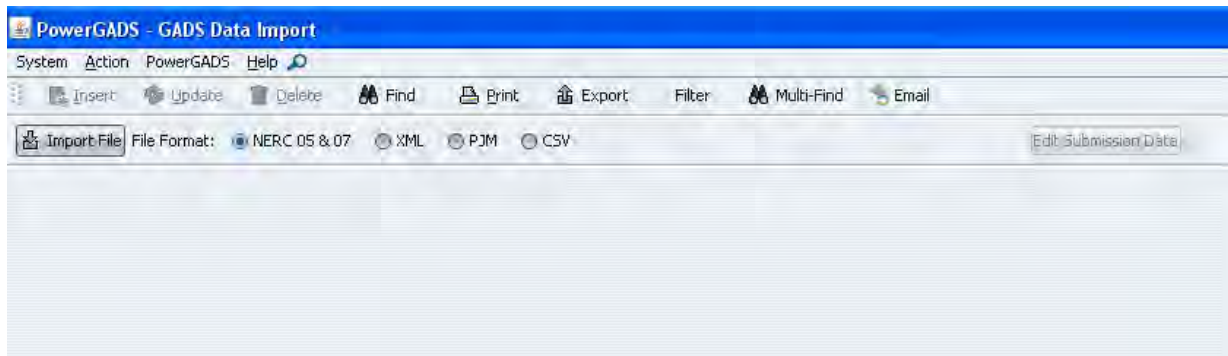 PowerGADS - GADS Data Import
System Action PowerGADS Help
Insert Update Delete Find Print Export Filter Multi-Find Email
Import File File Format: NERC 05 & 07 XML PJM CSV Edit Submission Data